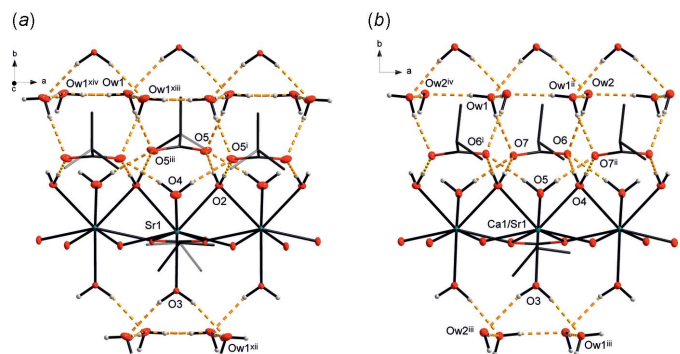 (a) (b)
b
a
c
Ow1xiv Ow1
Ow1xiii
O5
O5i
O5iii
O4
O2
Sr1
O3
Ow1xii
b
a
Ow2iv
Ow1
Ow1ii
Ow2
O6i
O7
O6
O7ii
O5
O4
Ca1/Sr1
O3
Ow2iii
Ow1iii